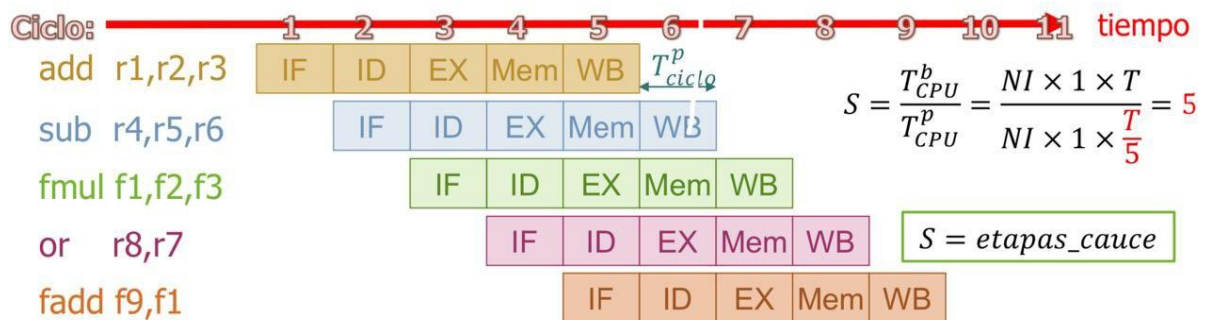 Ciclo: 1 2 3 4 5 6 7 8 9 10 11 tiempo
add r1,r2,r3 IF ID EX Mem WB T^p_ciclo
sub r4,r5,r6 IF ID EX Mem WB
S = T^b_CPU / T^p_CPU = NI × 1 × T / NI × 1 × T/5 = 5
fmul f1,f2,f3 IF ID EX Mem WB
or r8,r7 IF ID EX Mem WB
S = etapas_cauce
fadd f9,f1 IF ID EX Mem WB